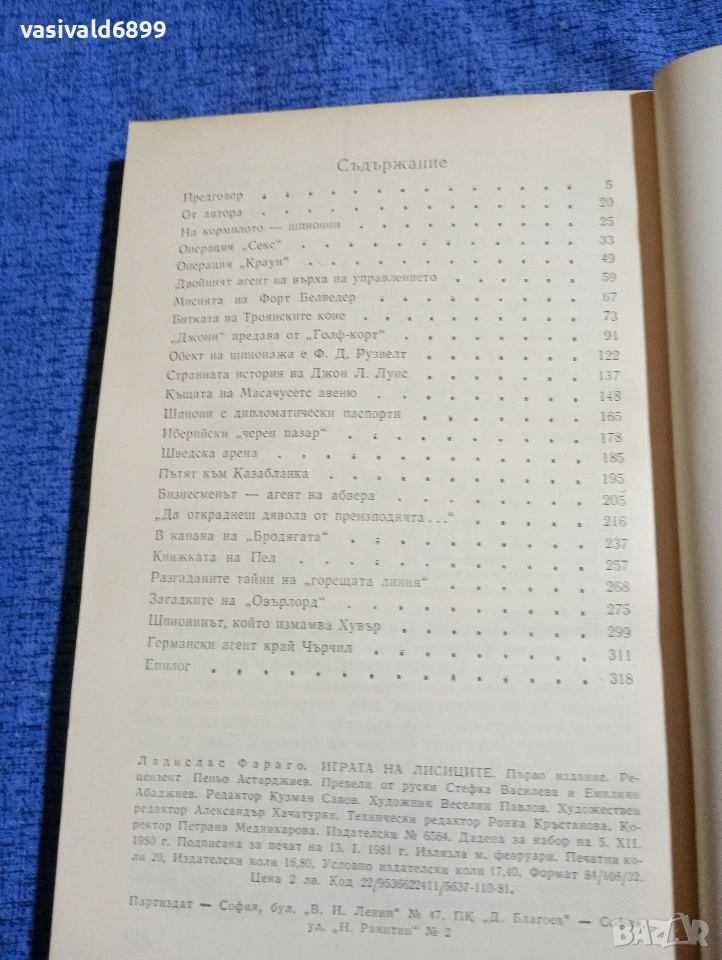 vasivald6899
Съдържание
Предговор . . . . . . . . . . . . . . 5
От автора . . . . . . . . . . . . . . 20
На кормилото — шпиони . . . . . . . . . . 25
Операция „Секс“ . . . . . . . . . . . . 33
Операция „Краун“ . . . . . . . . . . . . 49
Двойният агент на върха на управлението . . . . . . 59
Мисията на Форт Белведер . . . . . . . . . 67
Битката на Троянските коне . . . . . . . . . 73
„Джони“ предава от „Голф-корт“ . . . . . . . . 91
Обект на шпионажа е Ф. Д. Рузвелт . . . . . . . 122
Странната история на Джон Л. Луис . . . . . . . 137
Къщата на Масачусетс авеню . . . . . . . . . 148
Шпиони с дипломатически паспорти . . . . . . . 165
Иберийски „черен пазар“ . . . . . . . . . . 178
Шведска арена . . . . . . . . . . . . . 185
Пътят към Казабланка . . . . . . . . . . . 195
Бизнесменът — агент на абвера . . . . . . . . 205
„Да откраднеш дявола от преизподнята...“ . . . . . 216
В капана на „Бродягата“ . . . . . . . . . . 237
Книжката на Пел . . . . . . . . . . . . 257
Разгаданите тайни на „горещата линия“ . . . . . . 268
Загадките на „Овърлорд“ . . . . . . . . . . 275
Шпионинът, който измамва Хувър . . . . . . . . 299
Германски агент край Чърчил . . . . . . . . . 311
Епилог . . . . . . . . . . . . . . . 318
Ладислас Фараго. ИГРАТА НА ЛИСИЦИТЕ. Първо издание. Ре-
цензент Пеньо Астарджиев. Превели от руски Стефка Василева и Емилиян
Абаджиев. Редактор Кузман Савов. Художник Веселин Павлов. Художествен
редактор Александър Хачатурян. Технически редактор Ронка Кръстанова. Ко-
ректор Петрана Медникарова. Издателски № 6564. Дадена за набор на 5. XII.
1980 г. Подписана за печат на 13. I. 1981 г. Излязла м. февруари. Печатни ко-
ли 20, Издателски коли 16,80. Условно издателски коли 17,40. Формат 84/108/32.
Цена 2 лв. Код 22/9536622411/5637-110-81.
Партиздат — София, бул. „В. И. Ленин“ № 47. ПК „Д. Благоев“ — София,
ул. „Н. Ракитин“ № 2
BAZAR